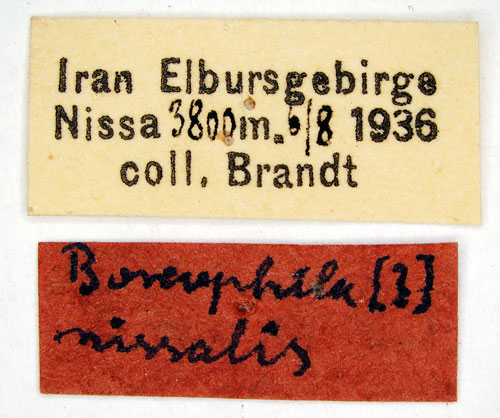 Iran Elbursgebirge
Nissa 3800m. 6/8 1936
coll. Brandt
Boreophila [?]
nissalis